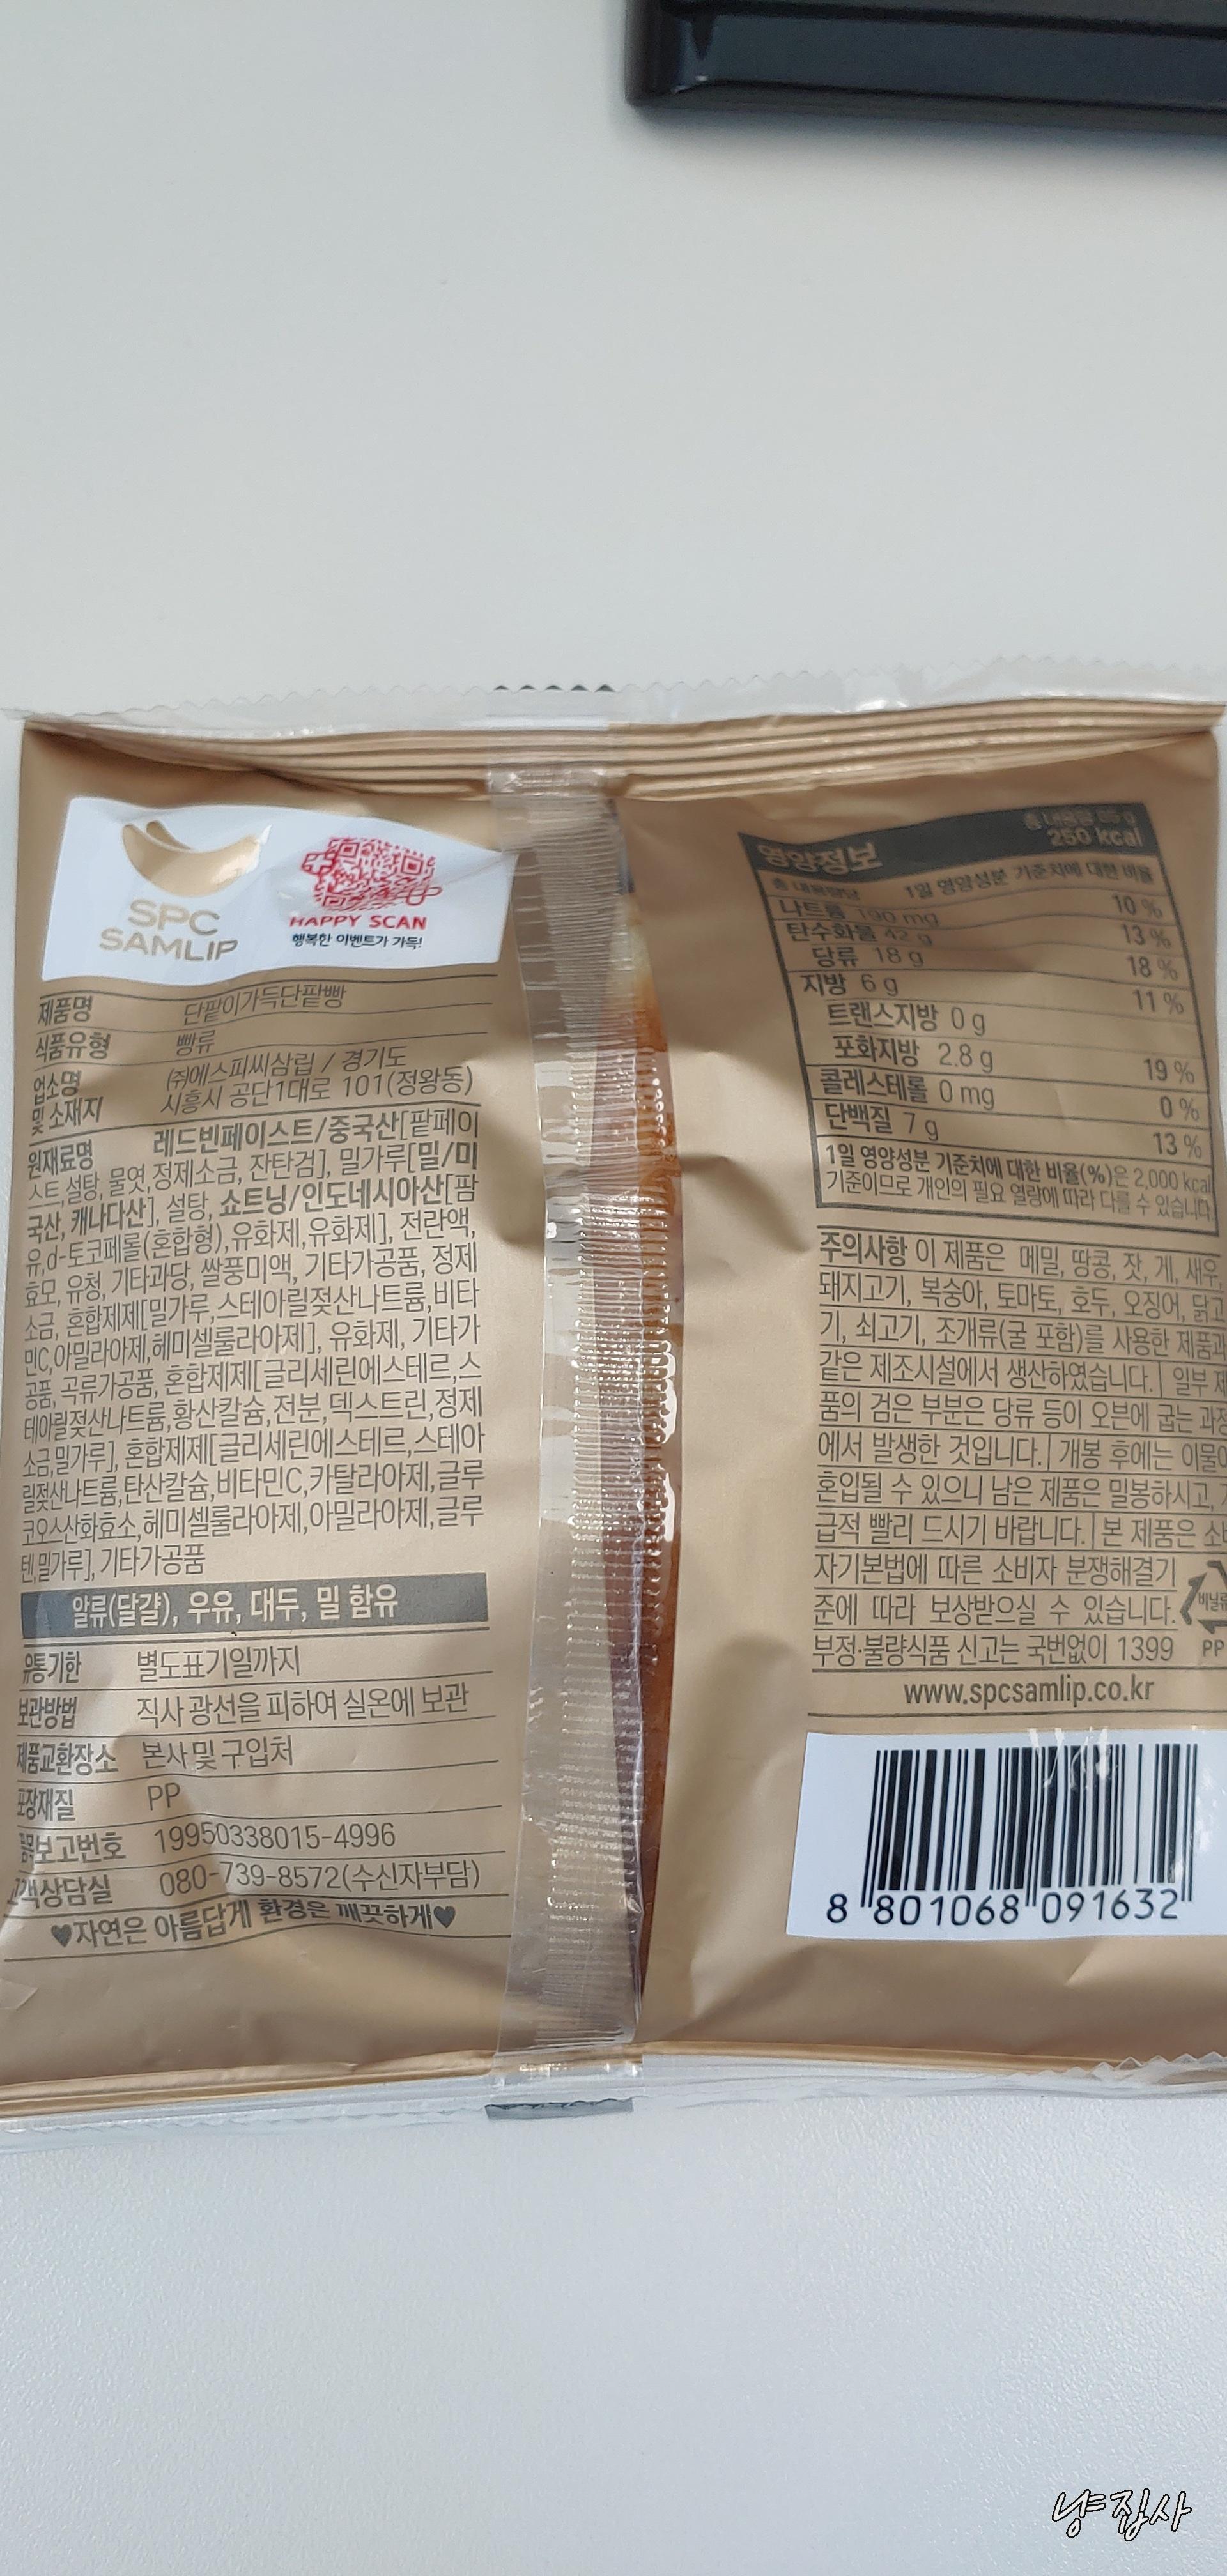 SPC
SAMLIP
HAPPY SCAN
행복한 이벤트가 가득!
제품명 단팥이가득단팥빵
식품유형 빵류
업소명 및 소재지 ㈜에스피씨삼립 / 경기도
시흥시 공단1대로 101(정왕동)
원재료명 레드빈페이스트/중국산[팥페이
스트,설탕,물엿,정제소금,잔탄검], 밀가루[밀/미
국산, 캐나다산], 설탕, 쇼트닝/인도네시아산[팜
유,d-토코페롤(혼합형),유화제,유화제], 전란액,
효모, 유청, 기타과당, 쌀풍미액, 기타가공품, 정제
소금, 혼합제제[밀가루,스테아릴젖산나트륨,비타
민C,아밀라아제,헤미셀룰라아제], 유화제, 기타가
공품, 곡류가공품, 혼합제제[글리세린에스테르,스
테아릴젖산나트륨,황산칼슘,전분,덱스트린,정제
소금,밀가루], 혼합제제[글리세린에스테르,스테아
릴젖산나트륨,탄산칼슘,비타민C,카탈라아제,글루
코오스산화효소,헤미셀룰라아제,아밀라아제,글루
텐,밀가루], 기타가공품
알류(달걀), 우유, 대두, 밀 함유
유통기한 별도표기일까지
보관방법 직사 광선을 피하여 실온에 보관
제품교환장소 본사 및 구입처
포장재질 PP
품목보고번호 19950338015-4996
고객상담실 080-739-8572(수신자부담)
♥자연은 아름답게 환경은 깨끗하게♥
영양정보
총 내용량 85 g
250 kcal
총 내용량당 1일 영양성분 기준치에 대한 비율
나트륨 190 mg 10 %
탄수화물 42 g 13 %
당류 18 g 18 %
지방 6 g 11 %
트랜스지방 0 g
포화지방 2.8 g 19 %
콜레스테롤 0 mg 0 %
단백질 7 g 13 %
1일 영양성분 기준치에 대한 비율(%)은 2,000 kcal
기준이므로 개인의 필요 열량에 따라 다를 수 있습니다
주의사항 이 제품은 메밀, 땅콩, 잣, 게, 새우,
돼지고기, 복숭아, 토마토, 호두, 오징어, 닭고
기, 쇠고기, 조개류(굴 포함)를 사용한 제품과
같은 제조시설에서 생산하였습니다.| 일부 제
품의 검은 부분은 당류 등이 오븐에 굽는 과정
에서 발생한 것입니다.| 개봉 후에는 이물이
혼입될 수 있으니 남은 제품은 밀봉하시고,
급적 빨리 드시기 바랍니다.| 본 제품은 소비
자기본법에 따른 소비자 분쟁해결기
준에 따라 보상받으실 수 있습니다.
비닐류
부정·불량식품 신고는 국번없이 1399
PP
www.spcsamlip.co.kr
8 801068 091632
냥집사